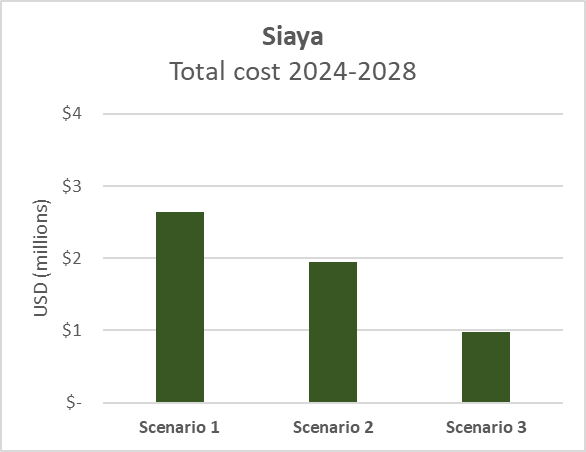 Siaya
Total cost 2024-2028
USD (millions)
$4
$3
$2
$1
$-
Scenario 1
Scenario 2
Scenario 3